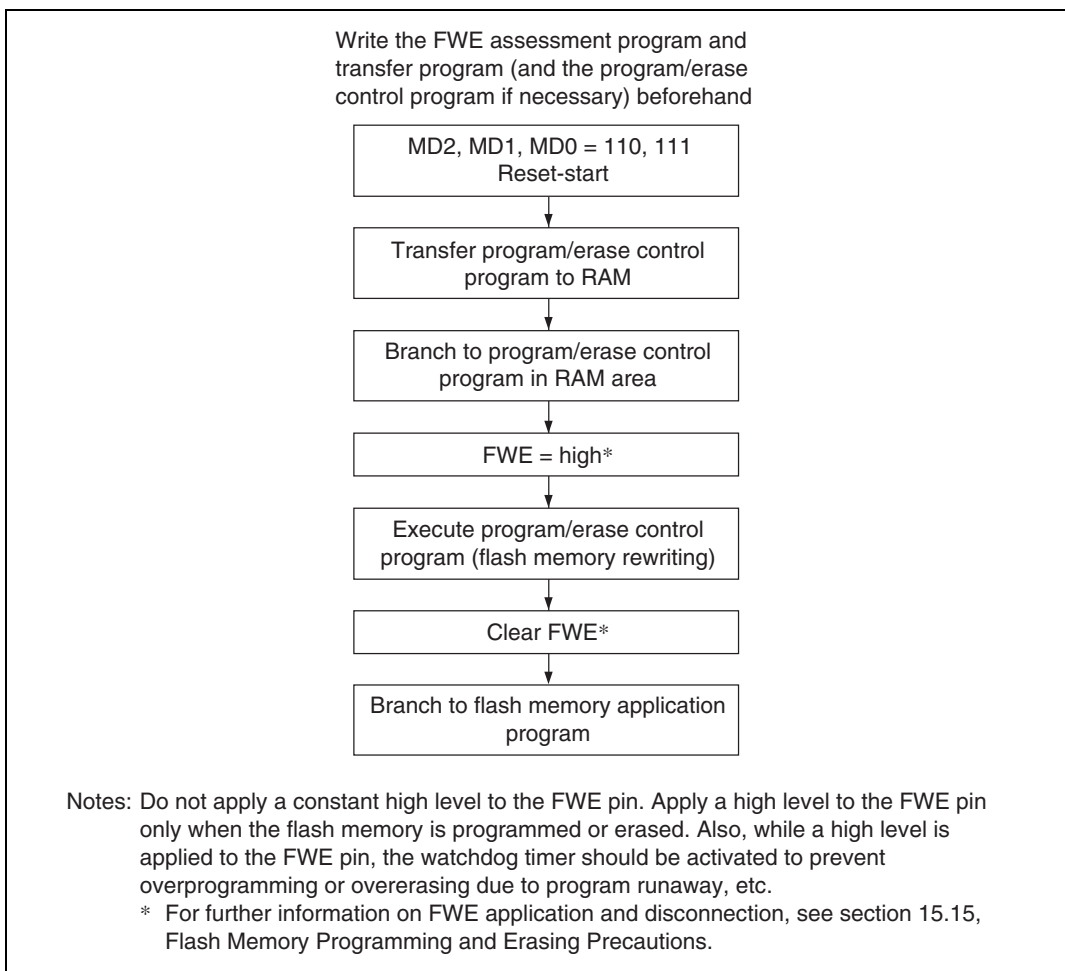 Write the FWE assessment program and
transfer program (and the program/erase
control program if necessary) beforehand
MD2, MD1, MD0 = 110, 111
Reset-start
Transfer program/erase control
program to RAM
Branch to program/erase control
program in RAM area
FWE = high*
Execute program/erase control
program (flash memory rewriting)
Clear FWE*
Branch to flash memory application
program
Notes: Do not apply a constant high level to the FWE pin. Apply a high level to the FWE pin
only when the flash memory is programmed or erased. Also, while a high level is
applied to the FWE pin, the watchdog timer should be activated to prevent
overprogramming or overerasing due to program runaway, etc.
* For further information on FWE application and disconnection, see section 15.15,
Flash Memory Programming and Erasing Precautions.